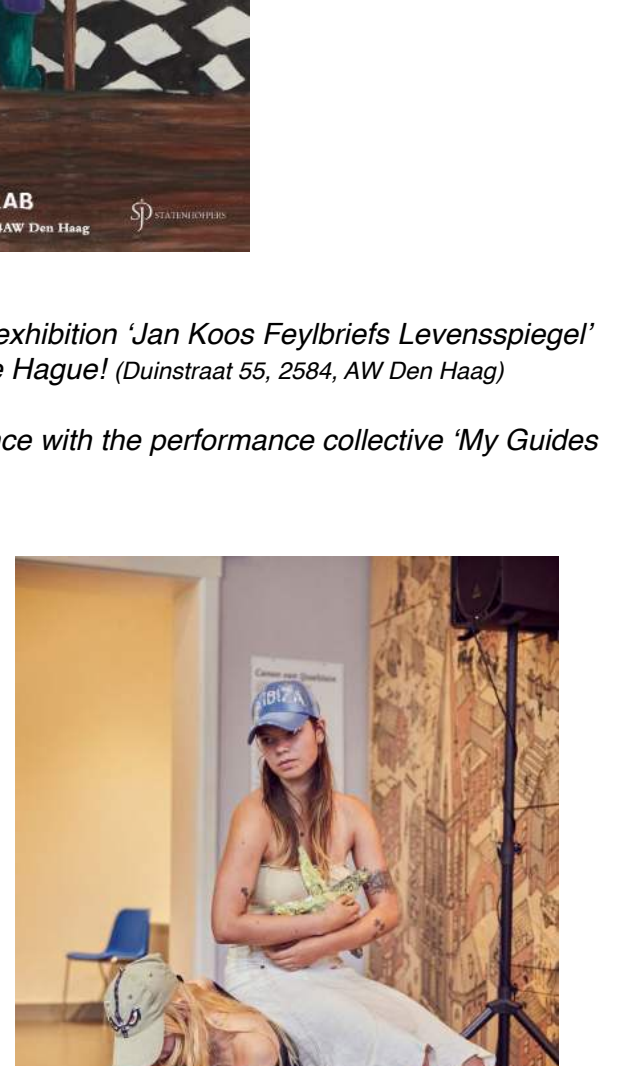 AB
AW Den Haag
SP STATENHOFPERS
exhibition ‘Jan Koos Feylbriefs Levensspiegel’
Hague! (Duinstraat 55, 2584, AW Den Haag)
with the performance collective ‘My Guides
IBIZA